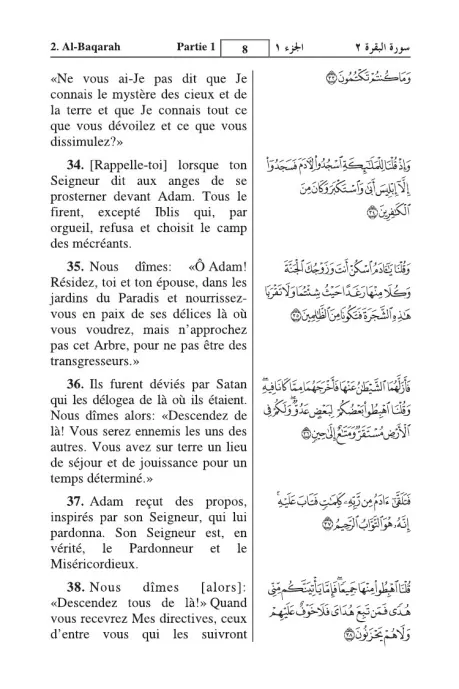 2. Al-Baqarah Partie 1 8 الجزء ١ سورة البقرة ٢
«Ne vous ai-Je pas dit que Je
connais le mystère des cieux et de
la terre et que Je connais tout ce
que vous dévoilez et ce que vous
dissimulez?»
34. [Rappelle-toi] lorsque ton
Seigneur dit aux anges de se
prosterner devant Adam. Tous le
firent, excepté Iblis qui, par
orgueil, refusa et choisit le camp
des mécréants.
35. Nous dîmes: «Ô Adam!
Résidez, toi et ton épouse, dans les
jardins du Paradis et nourrissez-
vous en paix de ses délices là où
vous voudrez, mais n’approchez
pas cet Arbre, pour ne pas être des
transgresseurs.»
36. Ils furent déviés par Satan
qui les délogea de là où ils étaient.
Nous dîmes alors: «Descendez de
là! Vous serez ennemis les uns des
autres. Vous avez sur terre un lieu
de séjour et de jouissance pour un
temps déterminé.»
37. Adam reçut des propos,
inspirés par son Seigneur, qui lui
pardonna. Son Seigneur est, en
vérité, le Pardonneur et le
Miséricordieux.
38. Nous dîmes [alors]:
«Descendez tous de là!» Quand
vous recevrez Mes directives, ceux
d’entre vous qui les suivront
وَمَا كُنتُمْ تَكْتُمُونَ ٣٣
وَإِذْ قُلْنَا لِلْمَلَٰٓئِكَةِ ٱسْجُدُوا۟ لِءَادَمَ فَسَجَدُوٓا۟
إِلَّآ إِبْلِيسَ أَبَىٰ وَٱسْتَكْبَرَ وَكَانَ مِنَ
ٱلْكَٰفِرِينَ ٣٤
وَقُلْنَا يَٰٓـَٔادَمُ ٱسْكُنْ أَنتَ وَزَوْجُكَ ٱلْجَنَّةَ
وَكُلَا مِنْهَا رَغَدًا حَيْثُ شِئْتُمَا وَلَا تَقْرَبَا
هَٰذِهِ ٱلشَّجَرَةَ فَتَكُونَا مِنَ ٱلظَّٰلِمِينَ ٣٥
فَأَزَلَّهُمَا ٱلشَّيْطَٰنُ عَنْهَا فَأَخْرَجَهُمَا مِمَّا كَانَا فِيهِ ۖ
وَقُلْنَا ٱهْبِطُوا۟ بَعْضُكُمْ لِبَعْضٍ عَدُوٌّ ۖ وَلَكُمْ فِى
ٱلْأَرْضِ مُسْتَقَرٌّ وَمَتَٰعٌ إِلَىٰ حِينٍ ٣٦
فَتَلَقَّىٰٓ ءَادَمُ مِن رَّبِّهِۦ كَلِمَٰتٍ فَتَابَ عَلَيْهِ ۚ
إِنَّهُۥ هُوَ ٱلتَّوَّابُ ٱلرَّحِيمُ ٣٧
قُلْنَا ٱهْبِطُوا۟ مِنْهَا جَمِيعًا ۖ فَإِمَّا يَأْتِيَنَّكُم مِّنِّى
هُدًى فَمَن تَبِعَ هُدَاىَ فَلَا خَوْفٌ عَلَيْهِمْ
وَلَا هُمْ يَحْزَنُونَ ٣٨